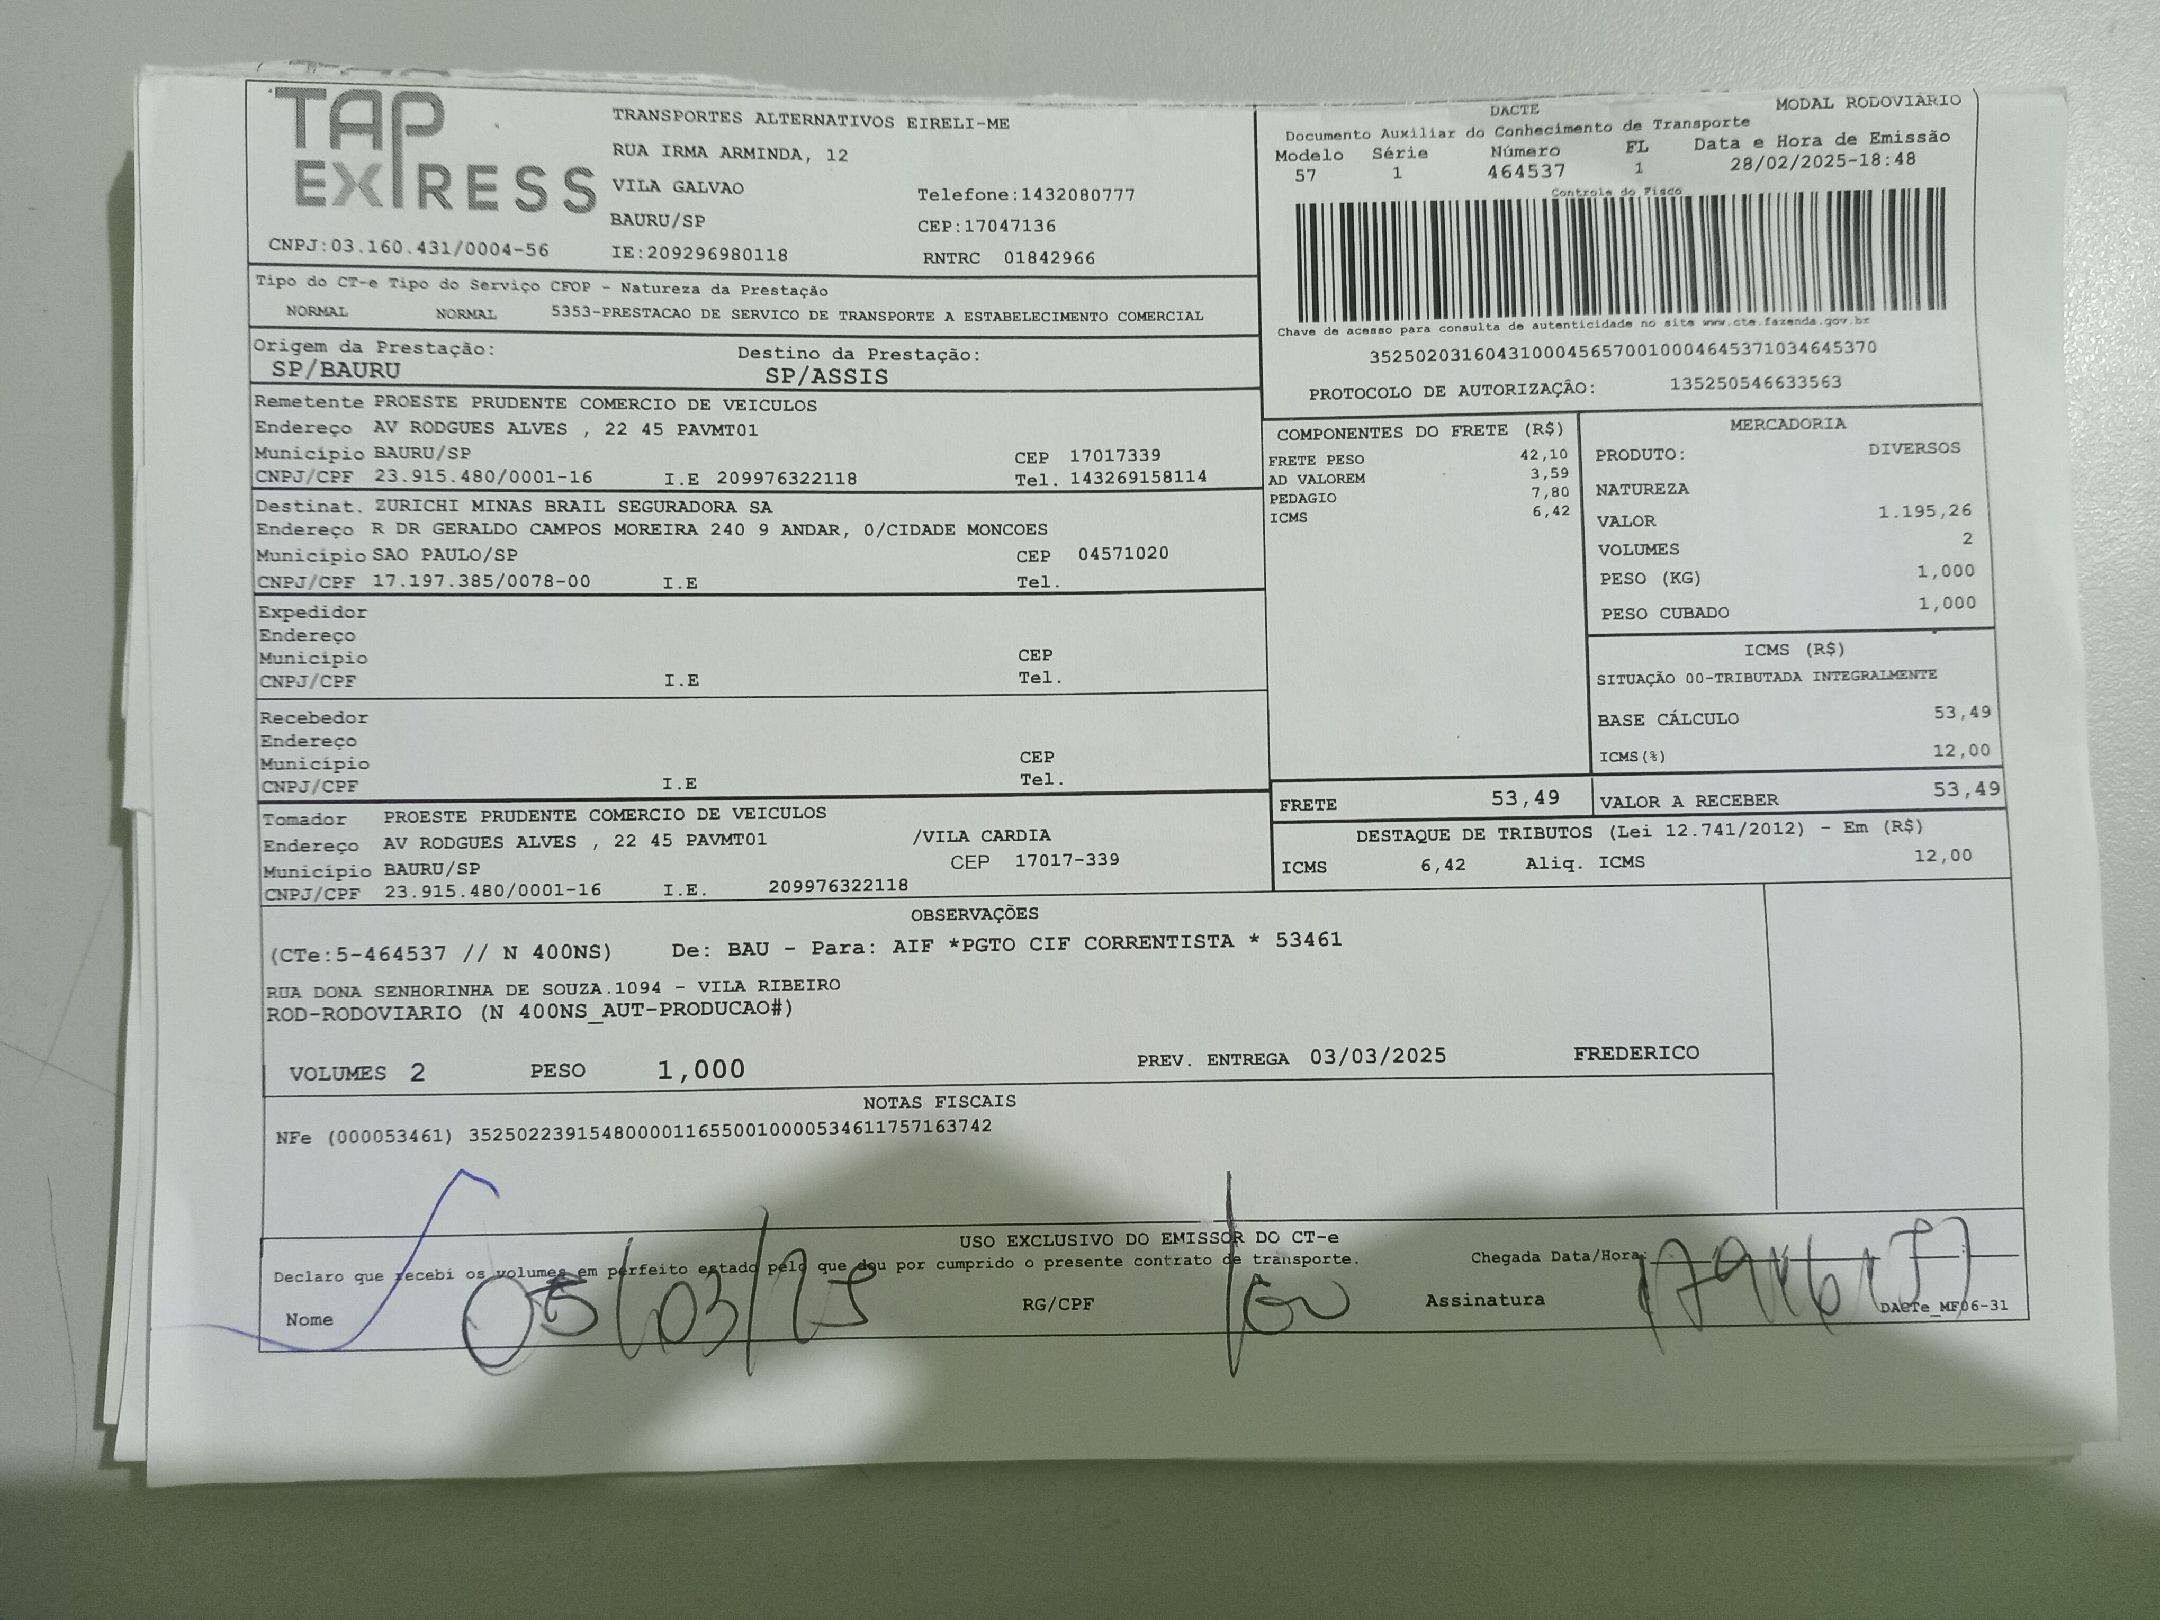 TAP
EXPRESS
CNPJ:03.160.431/0004-56
TRANSPORTES ALTERNATIVOS EIRELI-ME
RUA IRMA ARMINDA, 12
VILA GALVAO Telefone:1432080777
BAURU/SP CEP:17047136
IE:209296980118 RNTRC 01842966
DACTE MODAL RODOVIÁRIO
Documento Auxiliar do Conhecimento de Transporte
Modelo Série Número FL Data e Hora de Emissão
57 1 464537 1 28/02/2025-18:48
Controle do Fisco
Chave de acesso para consulta de autenticidade no site www.cte.fazenda.gov.br
35250203160431000456570010004645371034645370
PROTOCOLO DE AUTORIZAÇÃO: 135250546633563
Tipo do CT-e Tipo do Serviço CFOP - Natureza da Prestação
NORMAL NORMAL 5353-PRESTACAO DE SERVICO DE TRANSPORTE A ESTABELECIMENTO COMERCIAL
Origem da Prestação: Destino da Prestação:
SP/BAURU SP/ASSIS
Remetente PROESTE PRUDENTE COMERCIO DE VEICULOS
Endereço AV RODGUES ALVES , 22 45 PAVMT01
Município BAURU/SP CEP 17017339
CNPJ/CPF 23.915.480/0001-16 I.E 209976322118 Tel. 143269158114
Destinat. ZURICHI MINAS BRAIL SEGURADORA SA
Endereço R DR GERALDO CAMPOS MOREIRA 240 9 ANDAR, 0/CIDADE MONCOES
Município SAO PAULO/SP CEP 04571020
CNPJ/CPF 17.197.385/0078-00 I.E Tel.
Expedidor
Endereço
Município CEP
CNPJ/CPF I.E Tel.
Recebedor
Endereço
Município CEP
CNPJ/CPF I.E Tel.
Tomador PROESTE PRUDENTE COMERCIO DE VEICULOS
Endereço AV RODGUES ALVES , 22 45 PAVMT01 /VILA CARDIA
Município BAURU/SP CEP 17017-339
CNPJ/CPF 23.915.480/0001-16 I.E. 209976322118
COMPONENTES DO FRETE (R$)
FRETE PESO 42,10
AD VALOREM 3,59
PEDAGIO 7,80
ICMS 6,42
MERCADORIA
PRODUTO: DIVERSOS
NATUREZA
VALOR 1.195,26
VOLUMES 2
PESO (KG) 1,000
PESO CUBADO 1,000
ICMS (R$)
SITUAÇÃO 00-TRIBUTADA INTEGRALMENTE
BASE CÁLCULO 53,49
ICMS(%) 12,00
FRETE 53,49 VALOR A RECEBER 53,49
DESTAQUE DE TRIBUTOS (Lei 12.741/2012) - Em (R$)
ICMS 6,42 Aliq. ICMS 12,00
OBSERVAÇÕES
(CTe:5-464537 // N 400NS) De: BAU - Para: AIF *PGTO CIF CORRENTISTA * 53461
RUA DONA SENHORINHA DE SOUZA.1094 - VILA RIBEIRO
ROD-RODOVIARIO (N 400NS_AUT-PRODUCAO#)
VOLUMES 2 PESO 1,000 PREV. ENTREGA 03/03/2025 FREDERICO
NOTAS FISCAIS
NFe (000053461) 35250223915480000116550010000534611757163742
USO EXCLUSIVO DO EMISSOR DO CT-e
Declaro que recebi os volumes em perfeito estado pelo que dou por cumprido o presente contrato de transporte. Chegada Data/Hora:
Nome 05/03/25 RG/CPF Assinatura DACTe_MF06-31